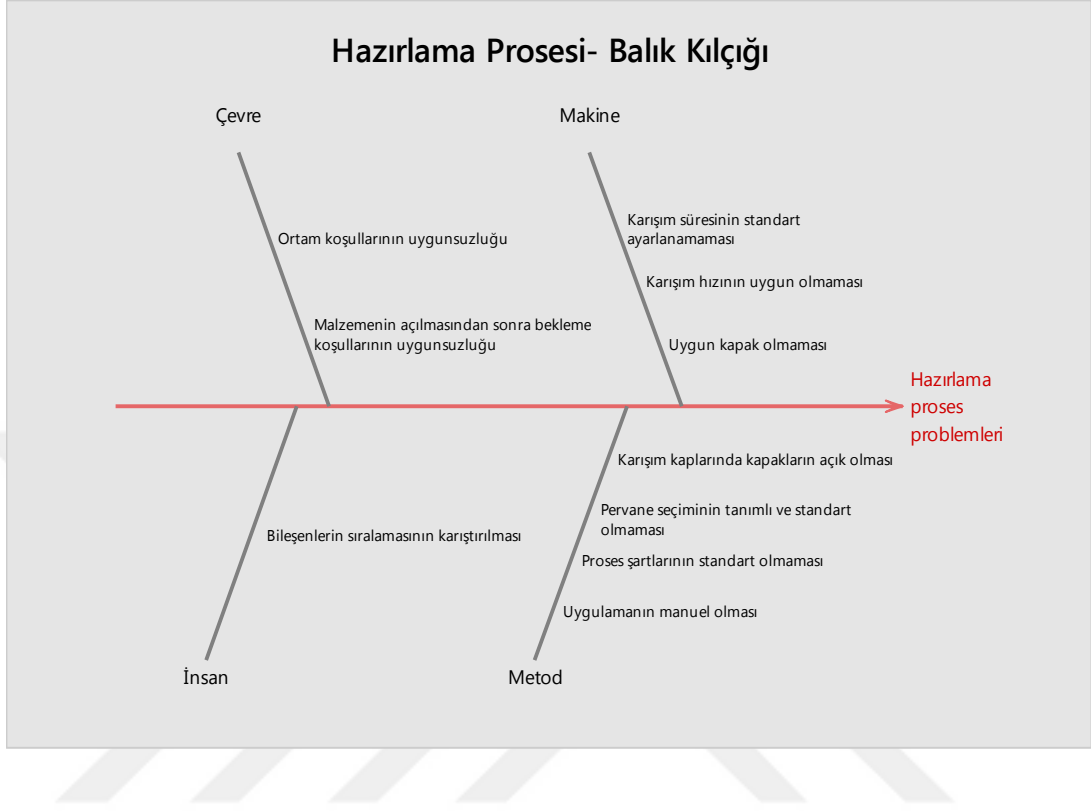 Hazırlama Prosesi- Balık Kılçığı
Çevre
Makine
Ortam koşullarının uygunsuzluğu
Malzemenin açılmasından sonra bekleme
koşullarının uygunsuzluğu
Karışım süresinin standart
ayarlanamaması
Karışım hızının uygun olmaması
Uygun kapak olmaması
Hazırlama
proses
problemleri
Bileşenlerin sıralamasının karıştırılması
Karışım kaplarında kapakların açık olması
Pervane seçiminin tanımlı ve standart
olmaması
Proses şartlarının standart olmaması
Uygulamanın manuel olması
İnsan
Metod